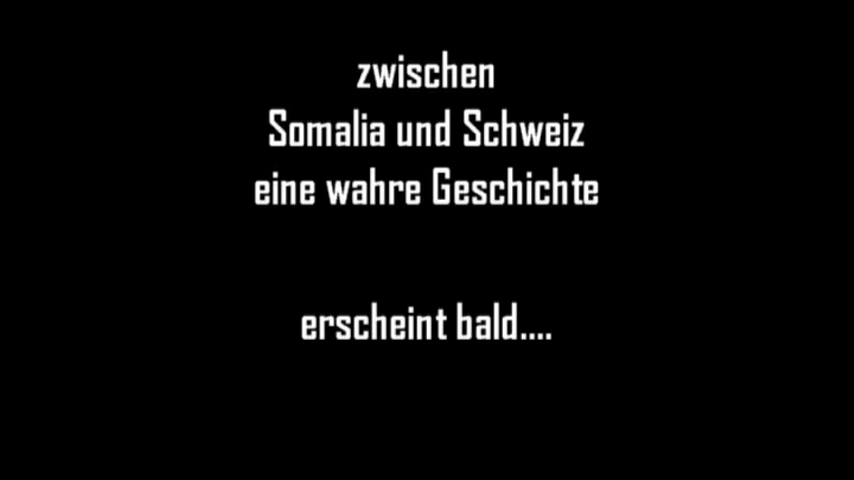 zwischen
Somalia und Schweiz
eine wahre Geschichte
erscheint bald....